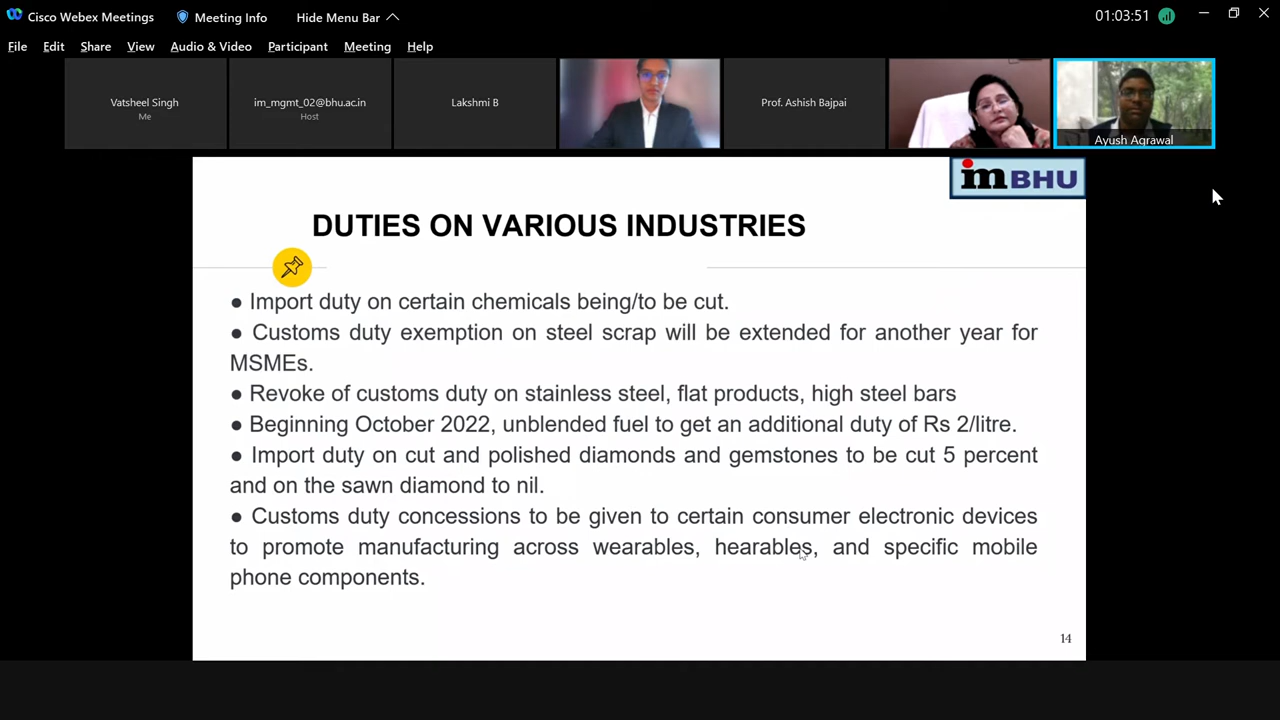 Cisco Webex Meetings Meeting Info Hide Menu Bar 01:03:51
File Edit Share View Audio & Video Participant Meeting Help
Vatsheel Singh
Me
im_mgmt_02@bhu.ac.in
Host
Lakshmi B
Prof. Ashish Bajpai
Ayush Agrawal
imBHU
DUTIES ON VARIOUS INDUSTRIES
● Import duty on certain chemicals being/to be cut.
● Customs duty exemption on steel scrap will be extended for another year for
MSMEs.
● Revoke of customs duty on stainless steel, flat products, high steel bars
● Beginning October 2022, unblended fuel to get an additional duty of Rs 2/litre.
● Import duty on cut and polished diamonds and gemstones to be cut 5 percent
and on the sawn diamond to nil.
● Customs duty concessions to be given to certain consumer electronic devices
to promote manufacturing across wearables, hearables, and specific mobile
phone components.
14